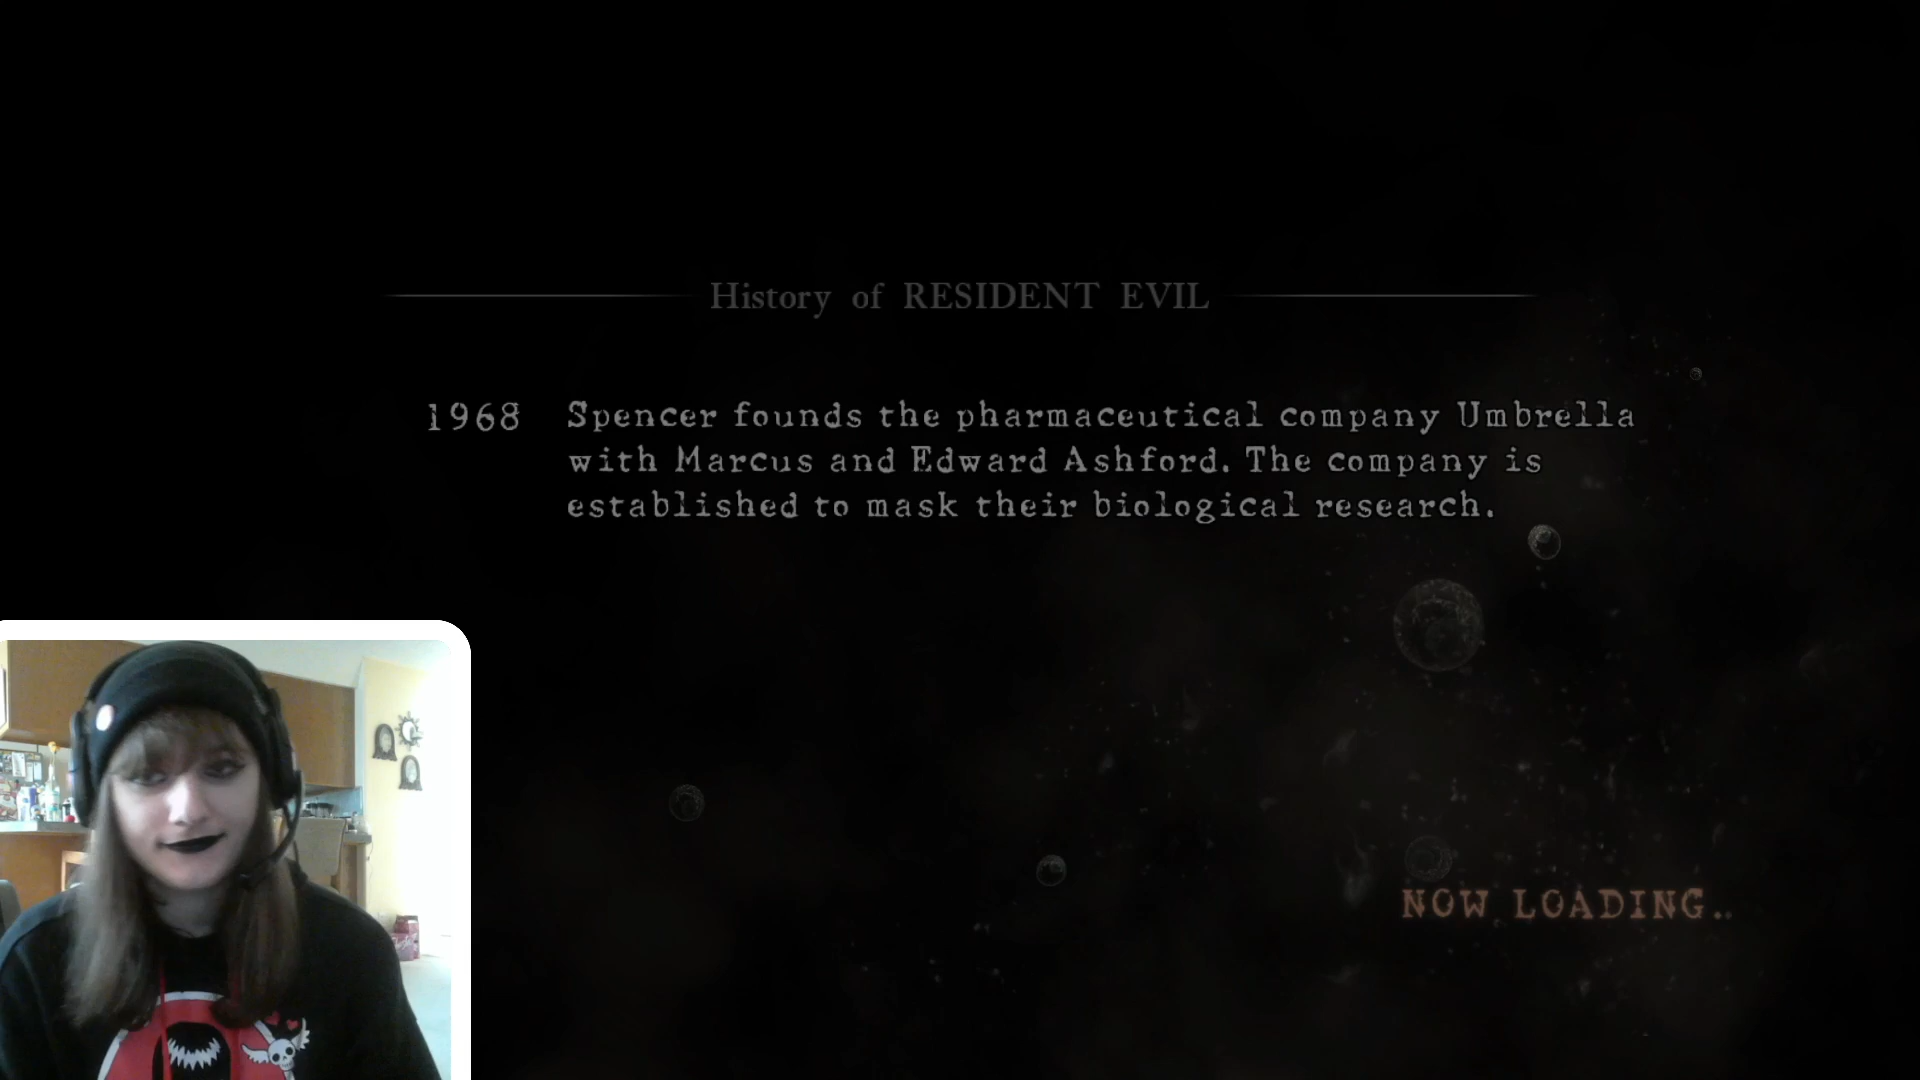 History of RESIDENT EVIL
1968 Spencer founds the pharmaceutical company Umbrella
with Marcus and Edward Ashford. The company is
established to mask their biological research.
NOW LOADING..